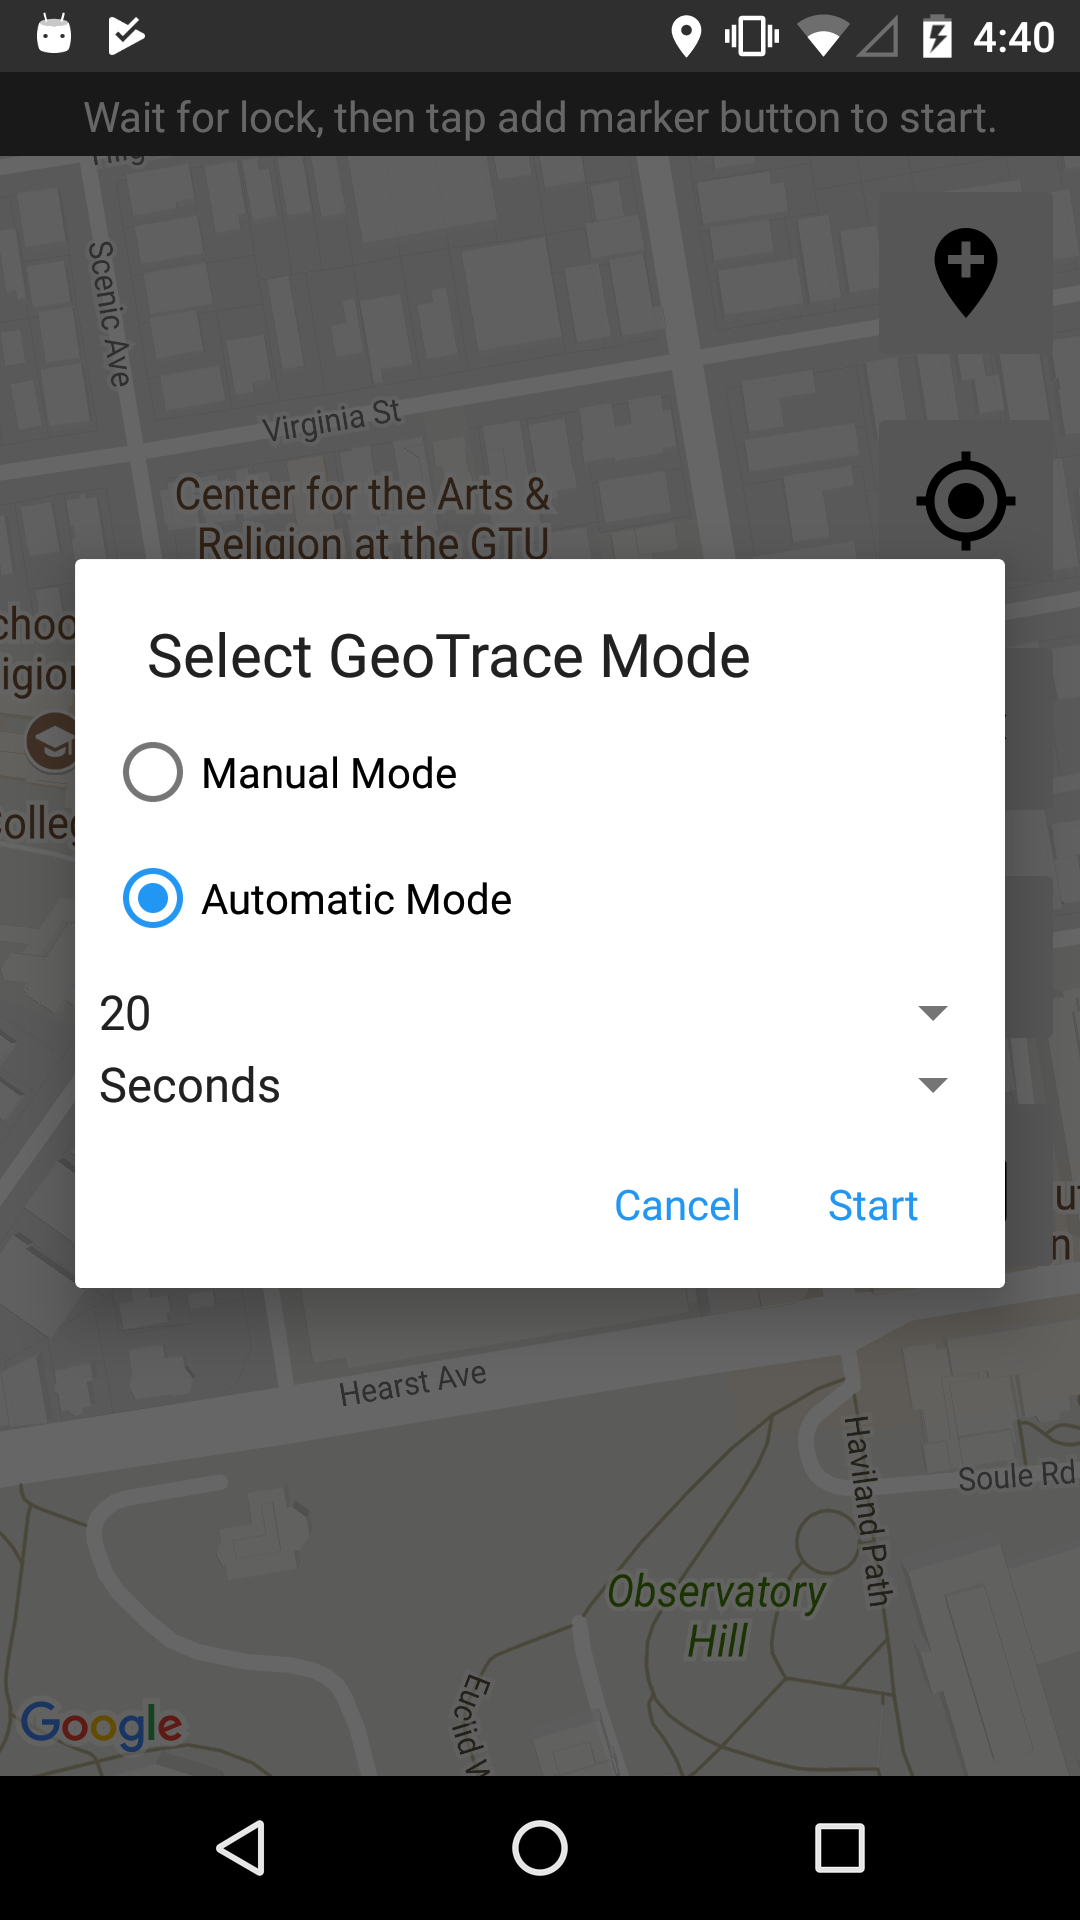 4:40
Wait for lock, then tap add marker button to start.
Scenic Ave
Virginia St
Center for the Arts &
Religion at the GTU
Select GeoTrace Mode
Manual Mode
Automatic Mode
20
Seconds
Cancel
Start
Hearst Ave
Haviland Path
Soule Rd
Observatory
Hill
Euclid
Google